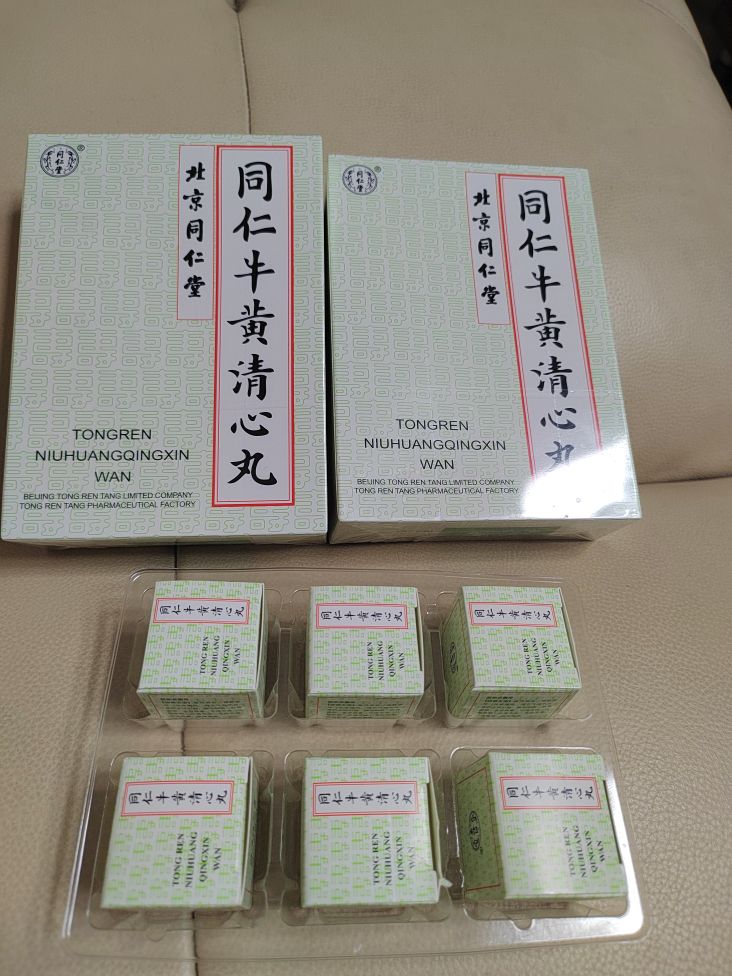 同仁堂
®
北京同仁堂
同仁牛黄清心丸
TONGREN
NIUHUANGQINGXIN
WAN
BEIJING TONG REN TANG LIMITED COMPANY
TONG REN TANG PHARMACEUTICAL FACTORY
同仁堂
®
北京同仁堂
同仁牛黄清心丸
TONGREN
NIUHUANGQINGXIN
WAN
BEIJING TONG REN TANG LIMITED COMPANY
TONG REN TANG PHARMACEUTICAL FACTORY
同仁牛黄清心丸
TONG REN
NIUHUANG
QINGXIN
WAN
同仁牛黄清心丸
TONG REN
NIUHUANG
QINGXIN
WAN
同仁牛黄清心丸
TONG REN
NIUHUANG
QINGXIN
WAN
同仁牛黄清心丸
TONG REN
NIUHUANG
QINGXIN
WAN
同仁牛黄清心丸
TONG REN
NIUHUANG
QINGXIN
WAN
同仁牛黄清心丸
TONG REN
NIUHUANG
QINGXIN
WAN